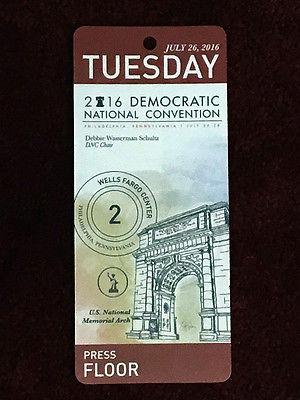 JULY 26, 2016
TUESDAY
2016 DEMOCRATIC
NATIONAL CONVENTION
PHILADELPHIA, PENNSYLVANIA | JULY 25-28
Debbie Wasserman Schultz
DNC Chair
WELLS FARGO CENTER
2
PHILADELPHIA, PENNSYLVANIA
U.S. National
Memorial Arch
PRESS
FLOOR